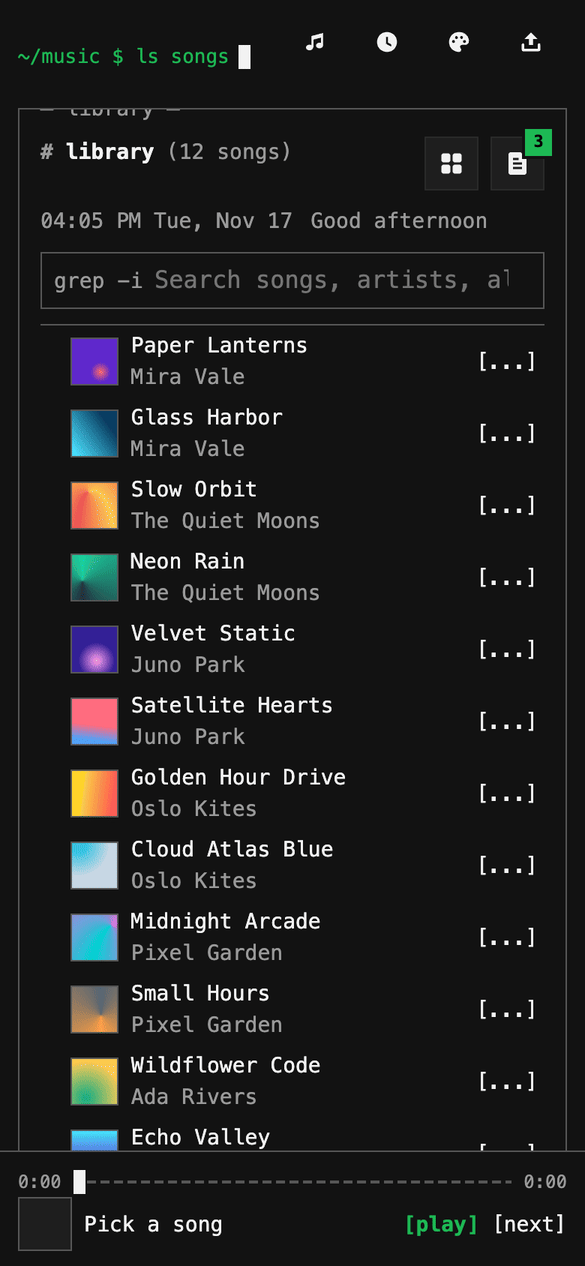 ~/music $ ls songs
— library —
# library (12 songs)
3
04:05 PM Tue, Nov 17 Good afternoon
grep -i Search songs, artists, al
Paper Lanterns
Mira Vale
[...]
Glass Harbor
Mira Vale
[...]
Slow Orbit
The Quiet Moons
[...]
Neon Rain
The Quiet Moons
[...]
Velvet Static
Juno Park
[...]
Satellite Hearts
Juno Park
[...]
Golden Hour Drive
Oslo Kites
[...]
Cloud Atlas Blue
Oslo Kites
[...]
Midnight Arcade
Pixel Garden
[...]
Small Hours
Pixel Garden
[...]
Wildflower Code
Ada Rivers
[...]
Echo Valley
0:00
0:00
Pick a song
[play] [next]